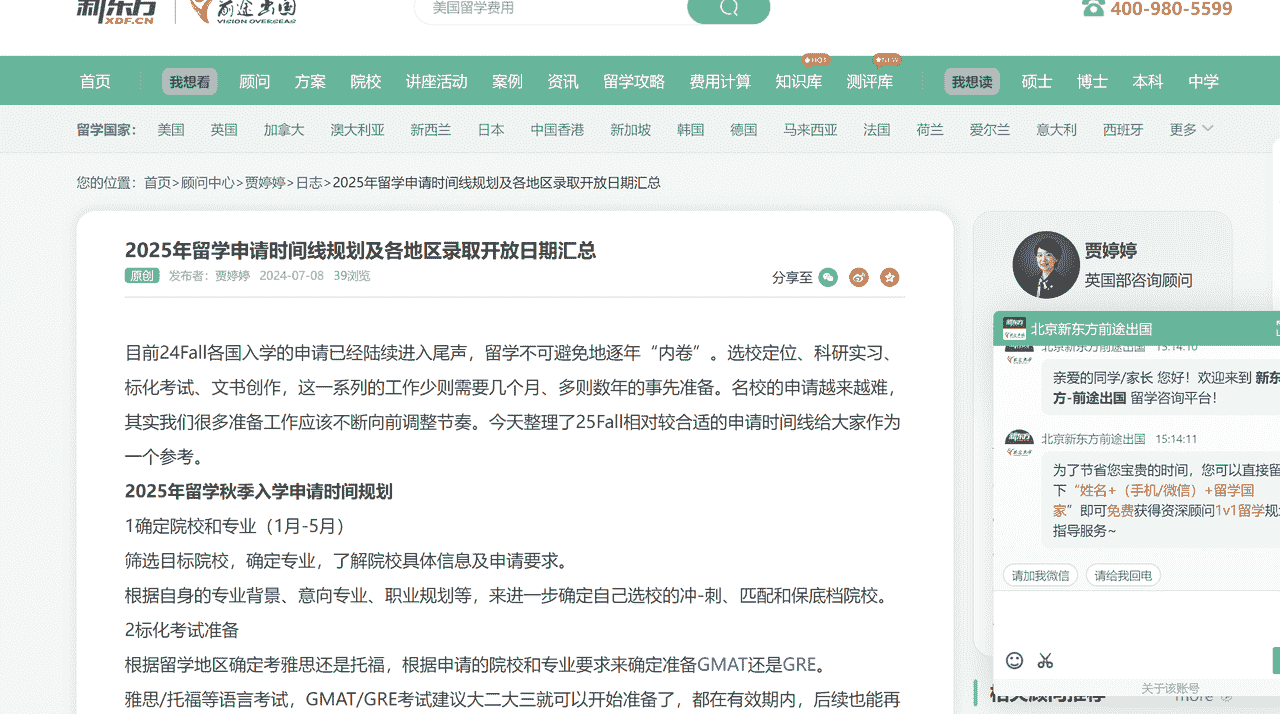 新东方
XDF.CN
前途出国
VISION OVERSEAS
美国留学费用
400-980-5599
首页 我想看 顾问 方案 院校 讲座活动 案例 资讯 留学攻略 费用计算 知识库 测评库 我想读 硕士 博士 本科 中学
留学国家: 美国 英国 加拿大 澳大利亚 新西兰 日本 中国香港 新加坡 韩国 德国 马来西亚 法国 荷兰 爱尔兰 意大利 西班牙 更多
您的位置: 首页>顾问中心>贾婷婷>日志>2025年留学申请时间线规划及各地区录取开放日期汇总
2025年留学申请时间线规划及各地区录取开放日期汇总
原创 发布者: 贾婷婷 2024-07-08 39浏览
分享至
目前24Fall各国入学的申请已经陆续进入尾声，留学不可避免地逐年“内卷”。选校定位、科研实习、
标化考试、文书创作，这一系列的工作少则需要几个月、多则数年的事先准备。名校的申请越来越难，
其实我们很多准备工作应该不断向前调整节奏。今天整理了25Fall相对较合适的申请时间线给大家作为
一个参考。
2025年留学秋季入学申请时间规划
1确定院校和专业（1月-5月）
筛选目标院校，确定专业，了解院校具体信息及申请要求。
根据自身的专业背景、意向专业、职业规划等，来进一步确定自己选校的冲-刺、匹配和保底档院校。
2标化考试准备
根据留学地区确定考雅思还是托福，根据申请的院校和专业要求来确定准备GMAT还是GRE。
雅思/托福等语言考试，GMAT/GRE考试建议大二大三就可以开始准备了，都在有效期内，后续也能再
贾婷婷
英国部咨询顾问
北京新东方前途出国
北京新东方前途出国 15:14:10
亲爱的同学/家长 您好！欢迎来到 新东
方-前途出国 留学咨询平台！
北京新东方前途出国 15:14:11
为了节省您宝贵的时间，您可以直接留
下“姓名+（手机/微信）+留学国
家”即可免费获得资深顾问1v1留学规
指导服务~
请加我微信 请给我回电
关于该账号
相关顾问推荐 more